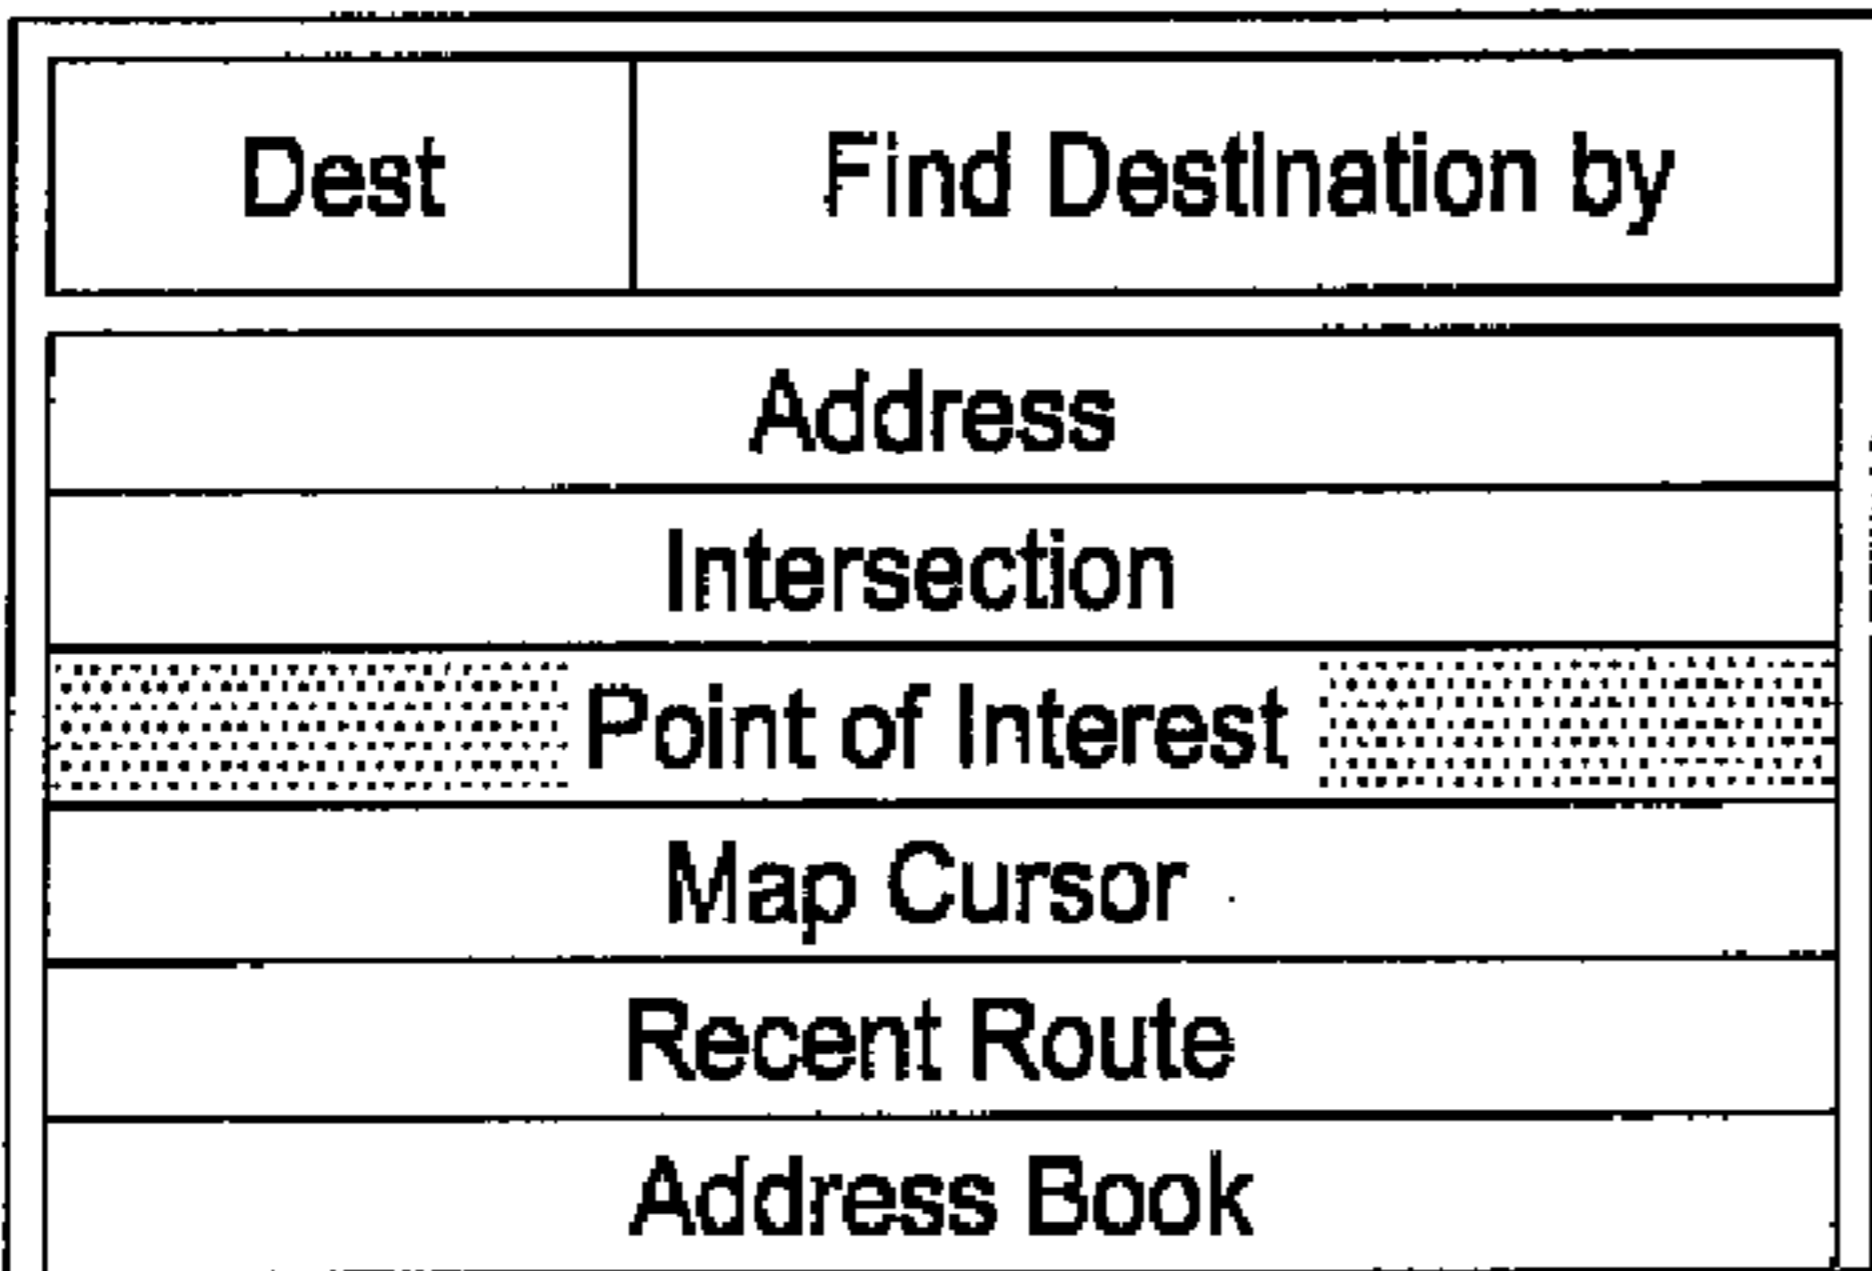 Dest Find Destination by
Address
Intersection
Point of Interest
Map Cursor
Recent Route
Address Book